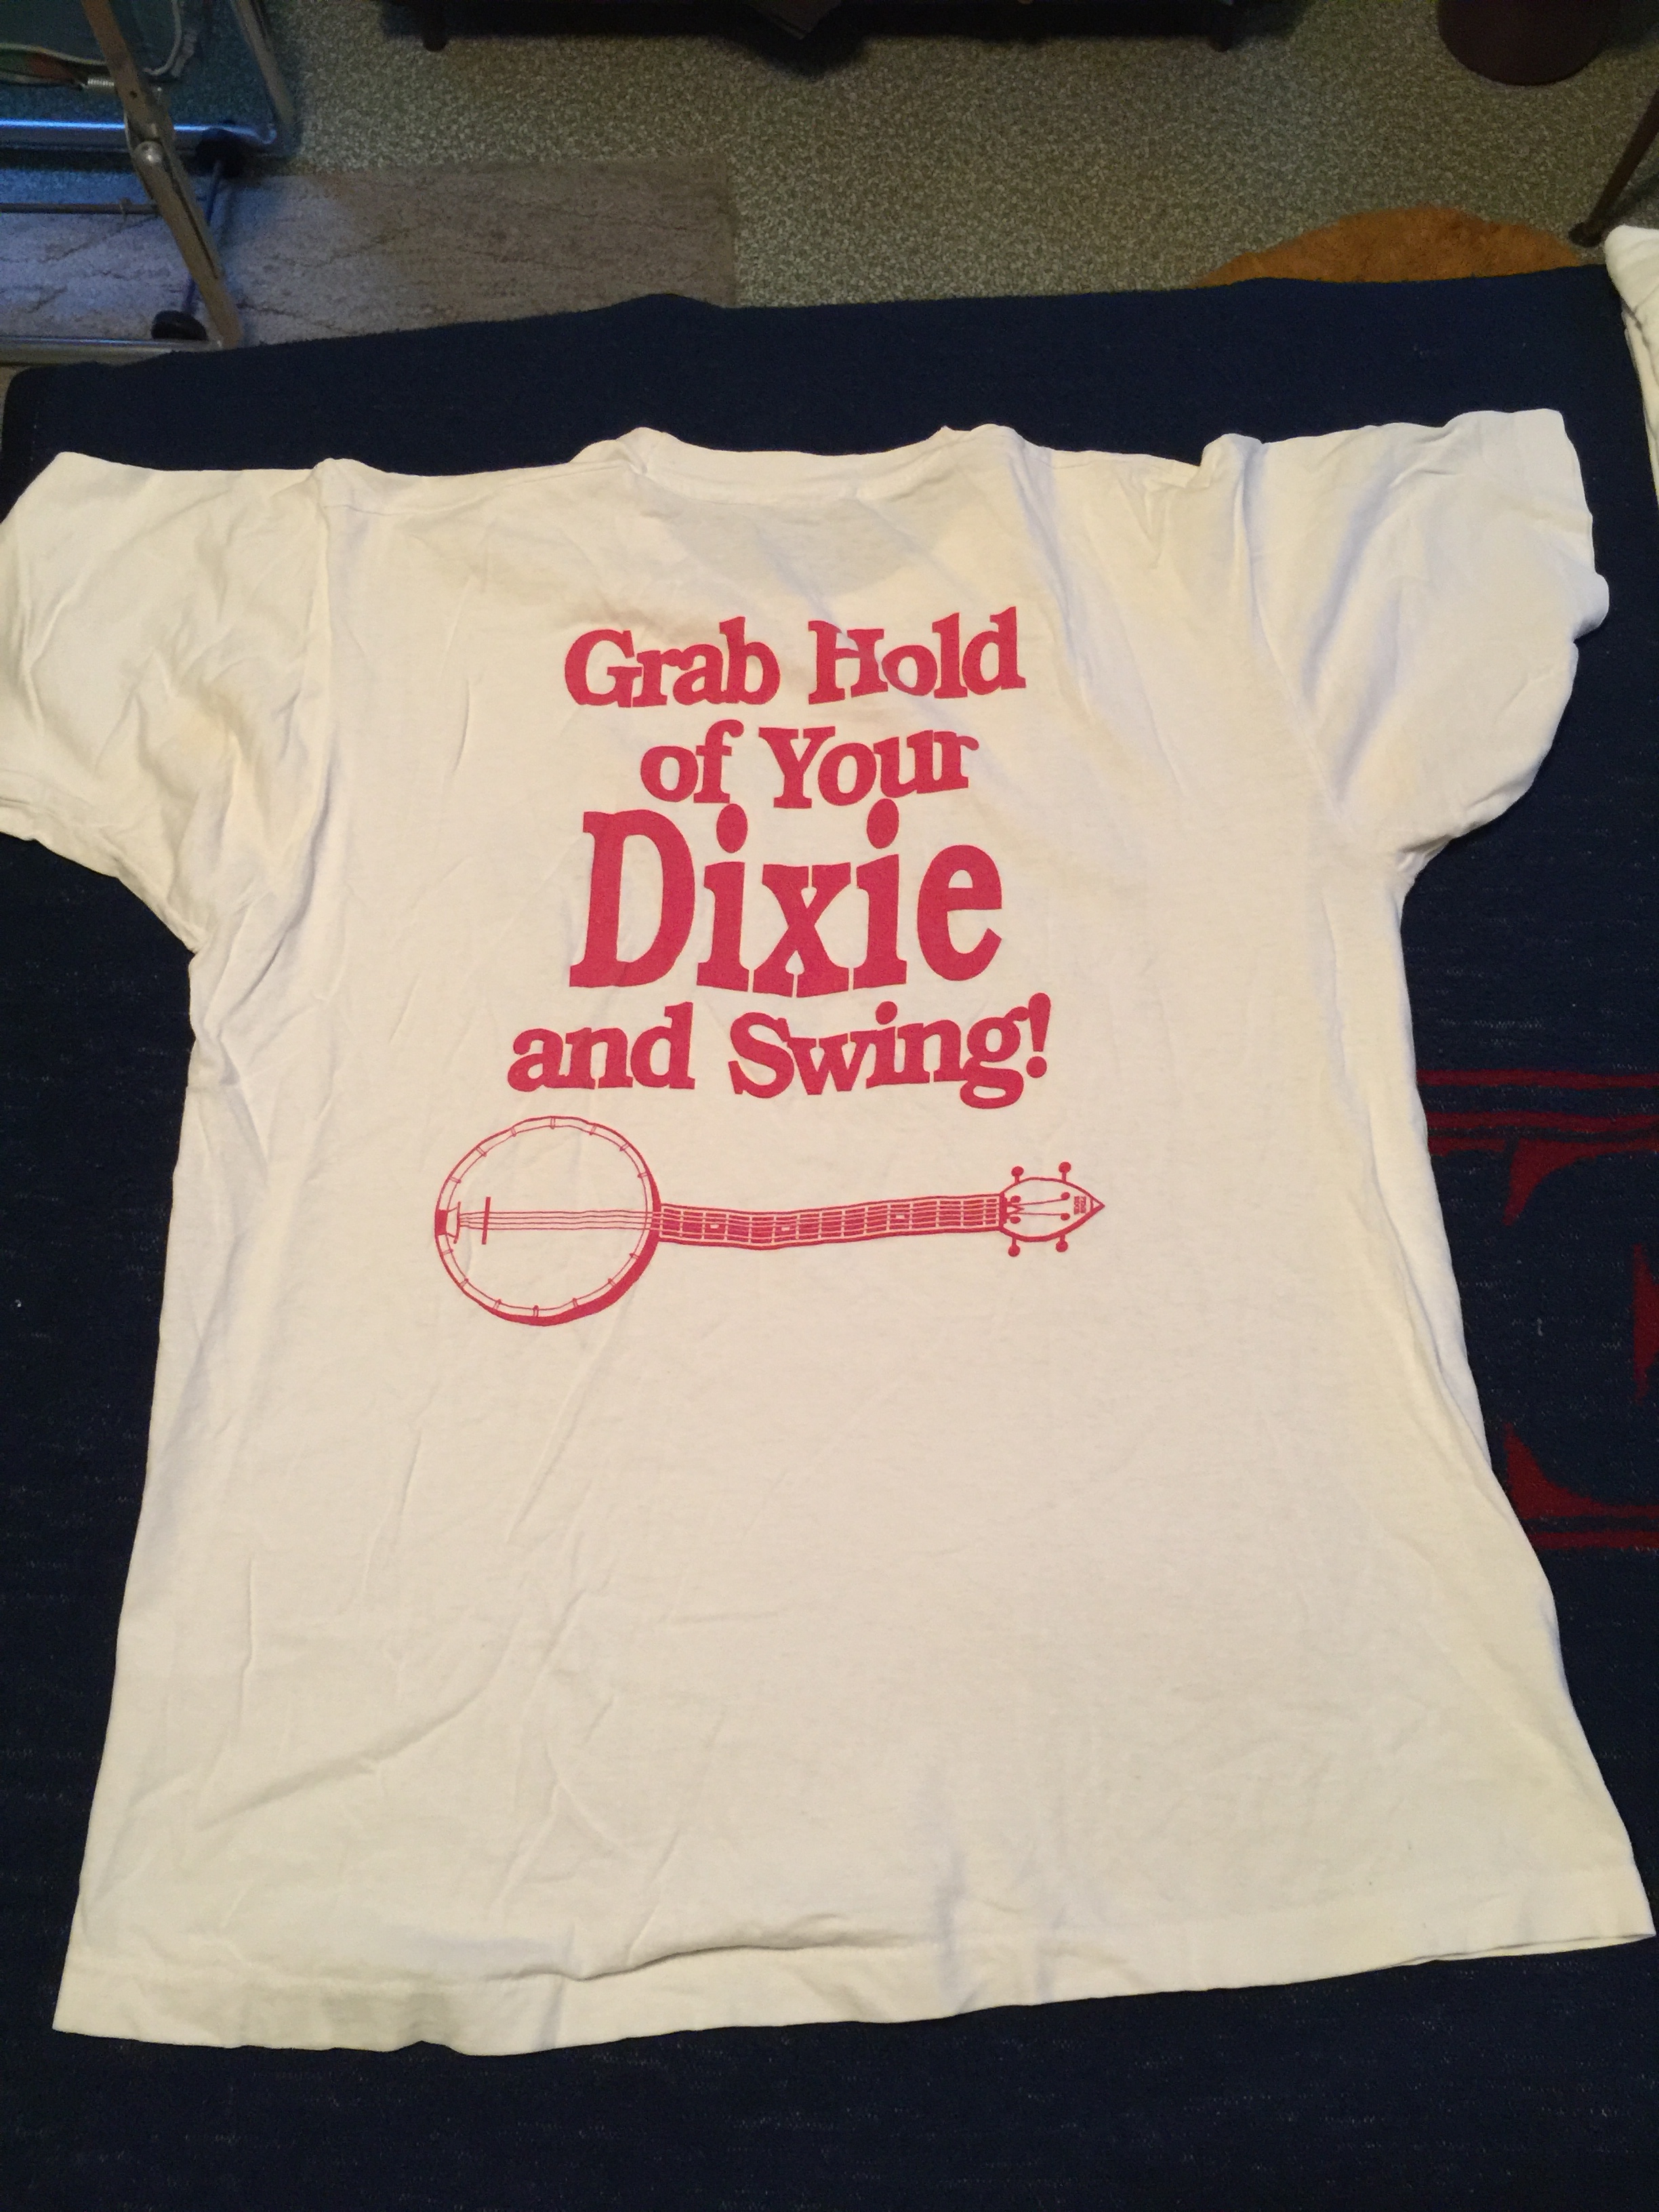 Grab Hold
of Your
Dixie
and Swing!